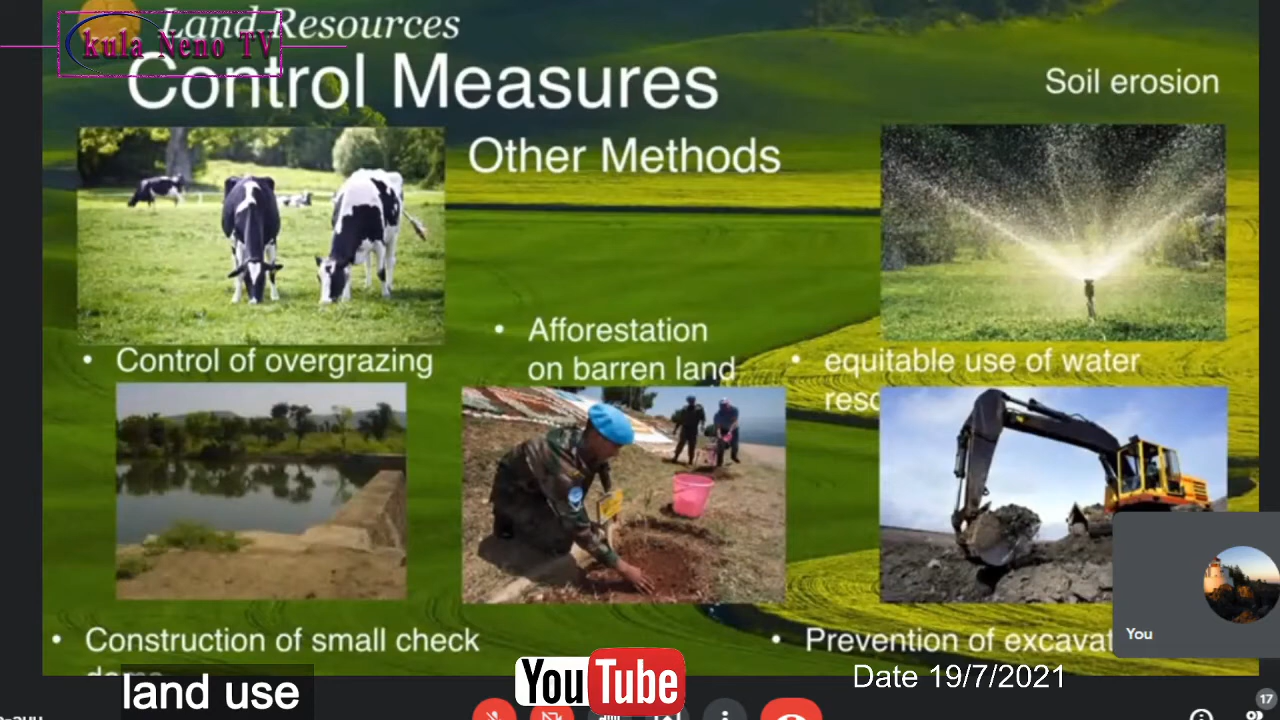 Land Resources
kula Neno TV
Control Measures
Soil erosion
Other Methods
• Afforestation
on barren land
• Control of overgrazing
• equitable use of water
• Construction of small check
• Prevention of
You
land use
YouTube
Date 19/7/2021
17